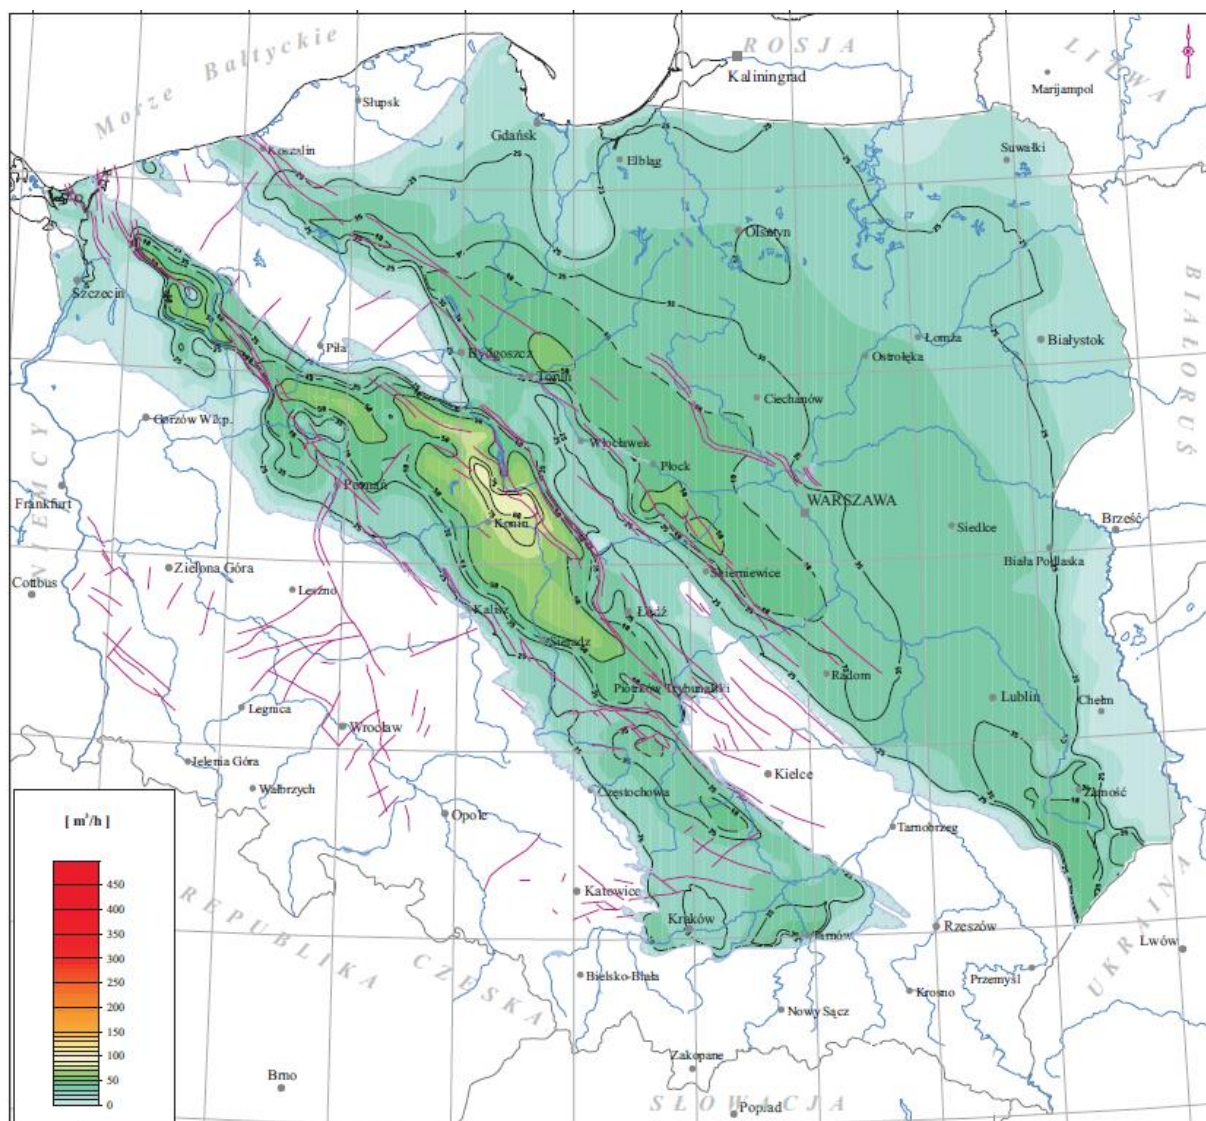 Morze Bałtyckie
ROSJA
LITWA
Kaliningrad
Marijampol
Słupsk
Gdańsk
Koszalin
Elbląg
Suwałki
Olsztyn
Szczecin
BIAŁORUŚ
Piła
Bydgoszcz
Toruń
Ostrołęka
Łomża
Białystok
Ciechanów
Gorzów Wlkp.
Włocławek
Płock
NIEMCY
Poznań
WARSZAWA
Frankfurt
Konin
Siedlce
Brześć
Zielona Góra
Biała Podlaska
Cottbus
Leszno
Skierniewice
Kalisz
Łódź
Sieradz
Radom
Piotrków Trybunalski
Lublin
Chełm
Legnica
Wrocław
Jelenia Góra
Kielce
Wałbrzych
Częstochowa
Zamość
[ m³/h ]
Opole
Tarnobrzeg
450
400
350
300
250
200
150
100
50
0
Katowice
Kraków
Tarnów
Rzeszów
Lwów
UKRAINA
REPUBLIKA CZESKA
Bielsko-Biała
Przemyśl
Krosno
Nowy Sącz
Zakopane
Brno
SŁOWACJA
Poprad